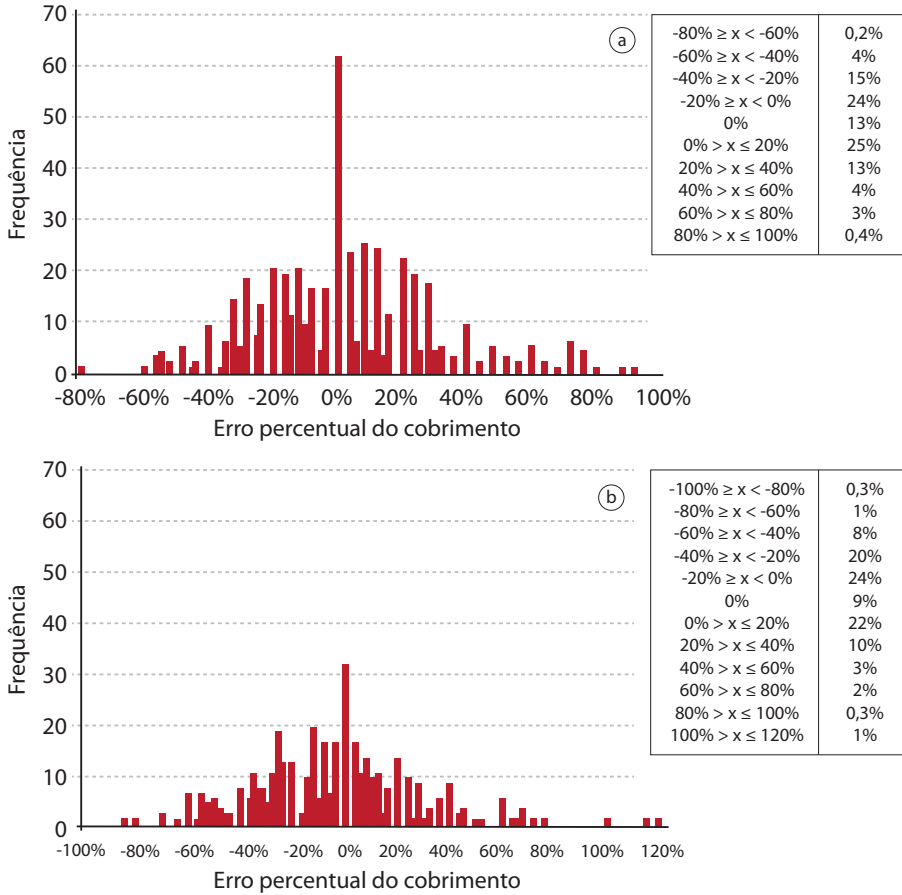 70
60
50
40
30
20
10
0
Frequência
-80% -60% -40% -20% 0% 20% 40% 60% 80% 100%
Erro percentual do cobrimento
a
-80% ≥ x < -60% 0,2%
-60% ≥ x < -40% 4%
-40% ≥ x < -20% 15%
-20% ≥ x < 0% 24%
0% 13%
0% > x ≤ 20% 25%
20% > x ≤ 40% 13%
40% > x ≤ 60% 4%
60% > x ≤ 80% 3%
80% > x ≤ 100% 0,4%
70
60
50
40
30
20
10
0
Frequência
-100% -80% -60% -40% -20% 0% 20% 40% 60% 80% 100% 120%
Erro percentual do cobrimento
b
-100% ≥ x < -80% 0,3%
-80% ≥ x < -60% 1%
-60% ≥ x < -40% 8%
-40% ≥ x < -20% 20%
-20% ≥ x < 0% 24%
0% 9%
0% > x ≤ 20% 22%
20% > x ≤ 40% 10%
40% > x ≤ 60% 3%
60% > x ≤ 80% 2%
80% > x ≤ 100% 0,3%
100% > x ≤ 120% 1%